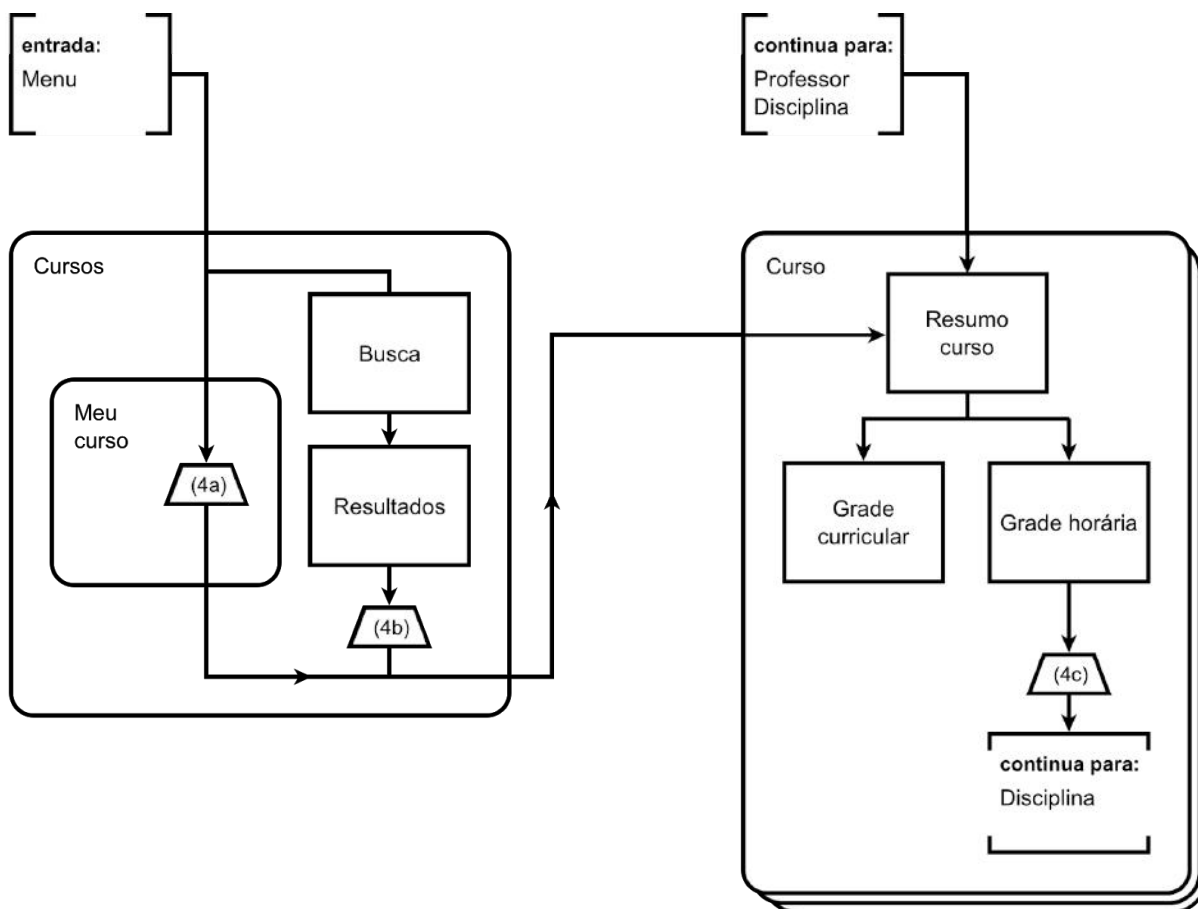 entrada:
Menu
continua para:
Professor
Disciplina
Cursos
Busca
Meu
curso
(4a)
Resultados
(4b)
Curso
Resumo
curso
Grade
curricular
Grade horária
(4c)
continua para:
Disciplina